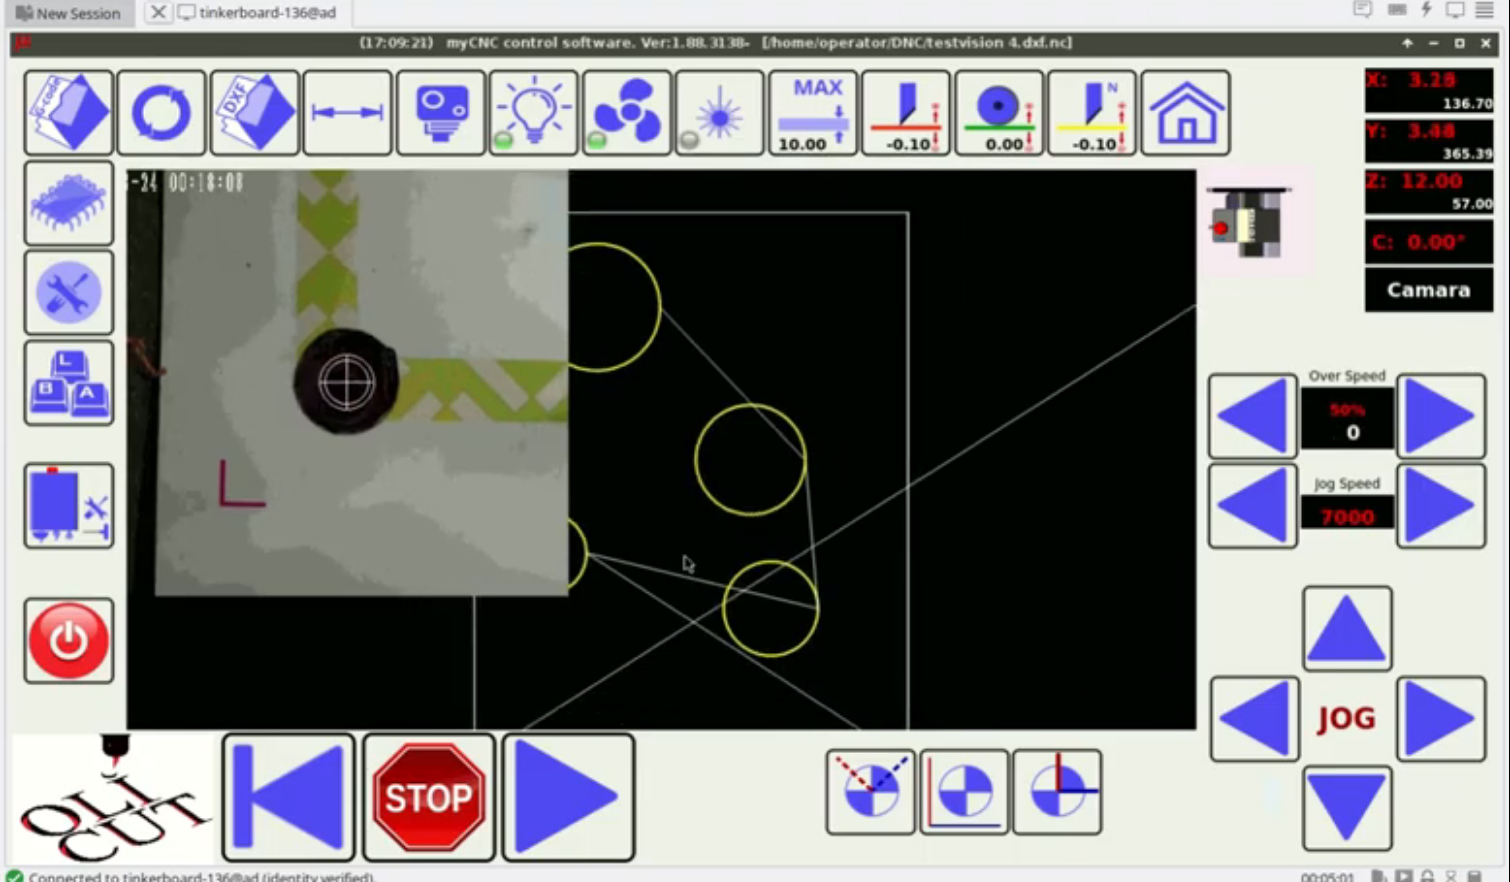 New Session
tinkerboard-136@ad
(17:09:21) myCNC control software. Ver:1.88.3138- [/home/operator/DNC/testvision 4.dxf.nc]
G-code
DXF
MAX
10.00
-0.10
0.00
N
-0.10
X: 3.28
136.70
Y: 3.48
365.39
Z: 12.00
57.00
C: 0.00°
Camara
-24 00:18:08
L
B
A
Over Speed
50%
0
Jog Speed
7000
JOG
OLI
CUT
STOP
Connected to tinkerboard-136@ad (identity verified).
00:05:01